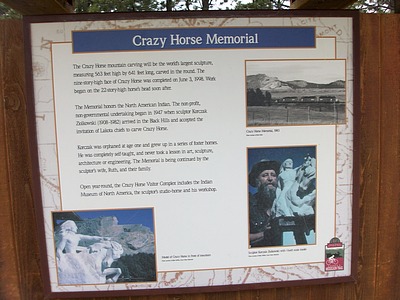 Crazy Horse Memorial
The Crazy Horse mountain carving will be the world's largest sculpture,
measuring 563 feet high by 641 feet long, carved in the round. The
nine-story-high face of Crazy Horse was completed on June 3, 1998. Work
began on the 22-story-high horse's head soon after.
The Memorial honors the North American Indian. The non-profit,
non-governmental undertaking began in 1947 when sculptor Korczak
Ziolkowski (1908-1982) arrived in the Black Hills and accepted the
invitation of Lakota chiefs to carve Crazy Horse.
Korczak was orphaned at age one and grew up in a series of foster homes.
He was completely self-taught, and never took a lesson in art, sculpture,
architecture or engineering. The Memorial is being continued by the
sculptor's wife, Ruth, and their family.
Open year-round, the Crazy Horse Visitor Complex includes the Indian
Museum of North America, the sculptor's studio-home and his workshop.